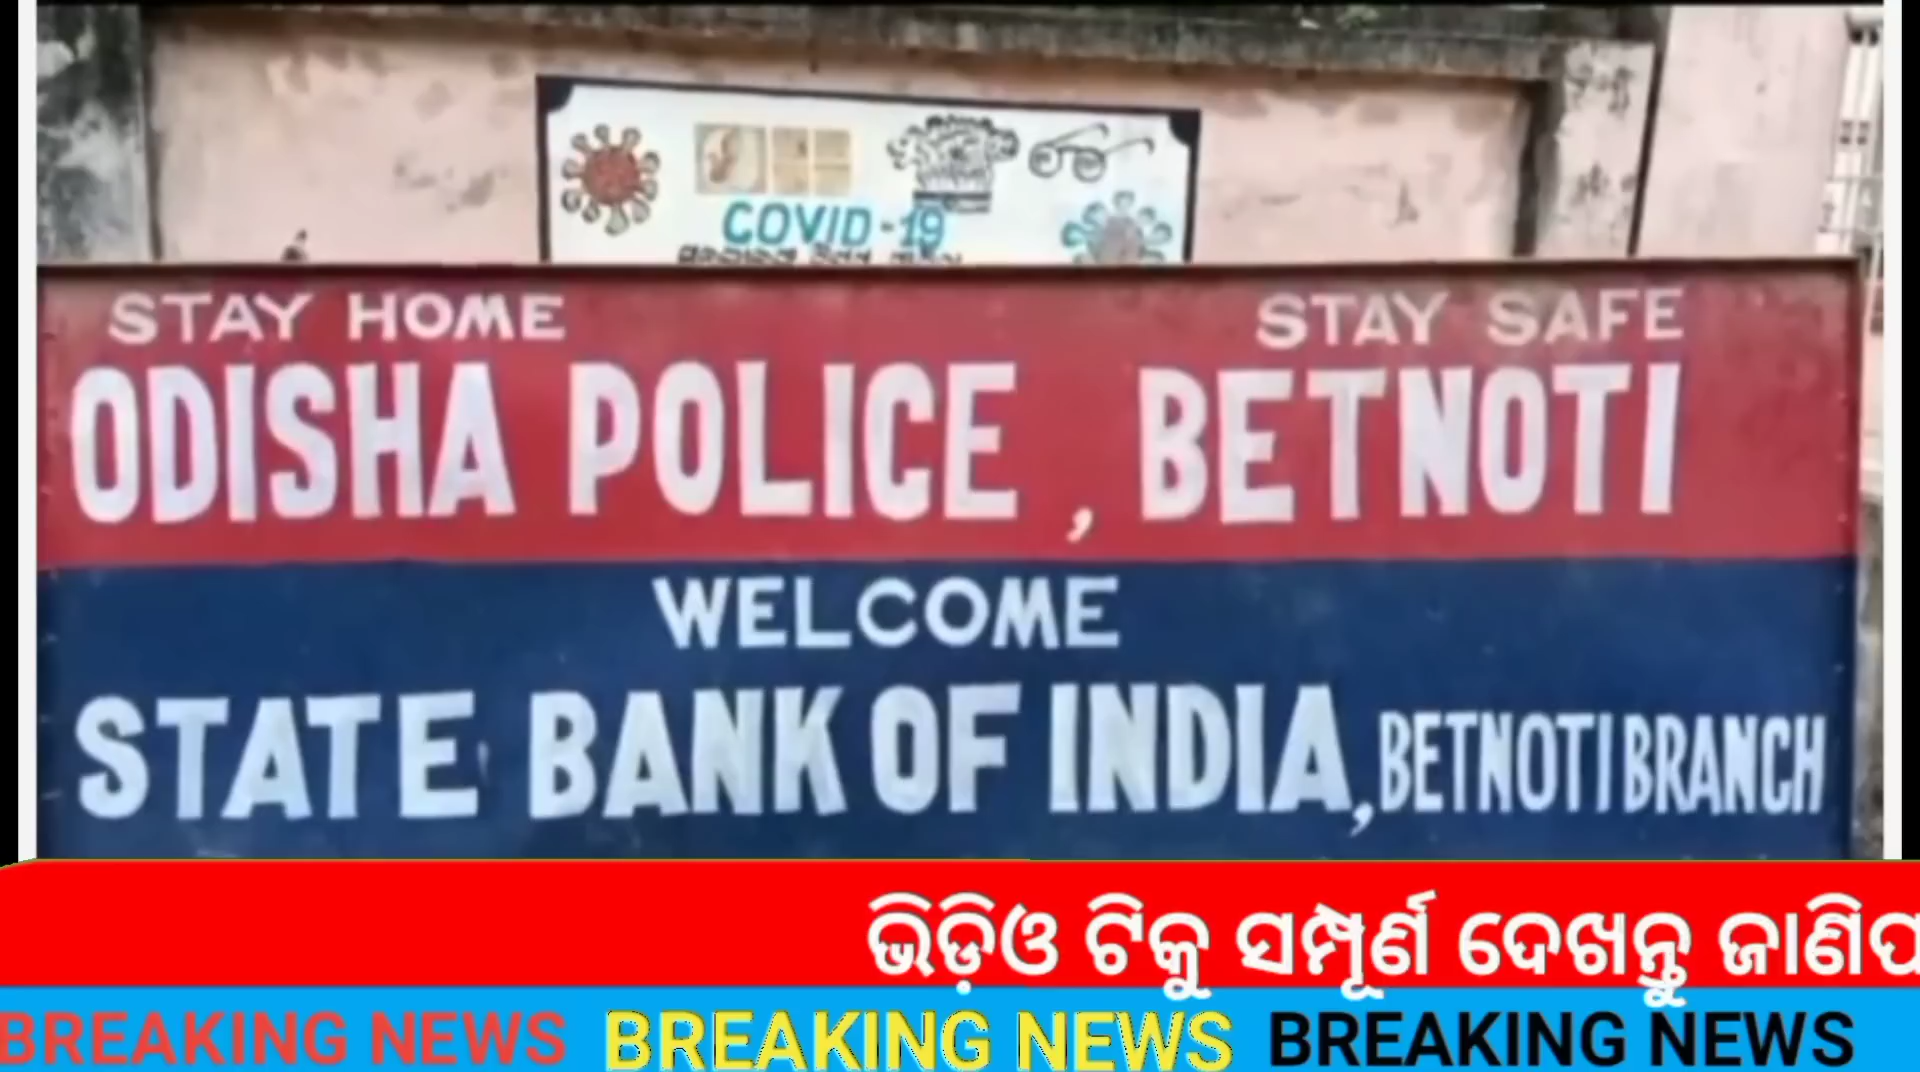 COVID-19
STAY HOME STAY SAFE
ODISHA POLICE, BETNOTI
WELCOME
STATE BANK OF INDIA, BETNOTI BRANCH
ଭିଡ଼ିଓ ଟିକୁ ସମ୍ପୂର୍ଣ ଦେଖନ୍ତୁ ଜାଣିପ
BREAKING NEWS BREAKING NEWS BREAKING NEWS